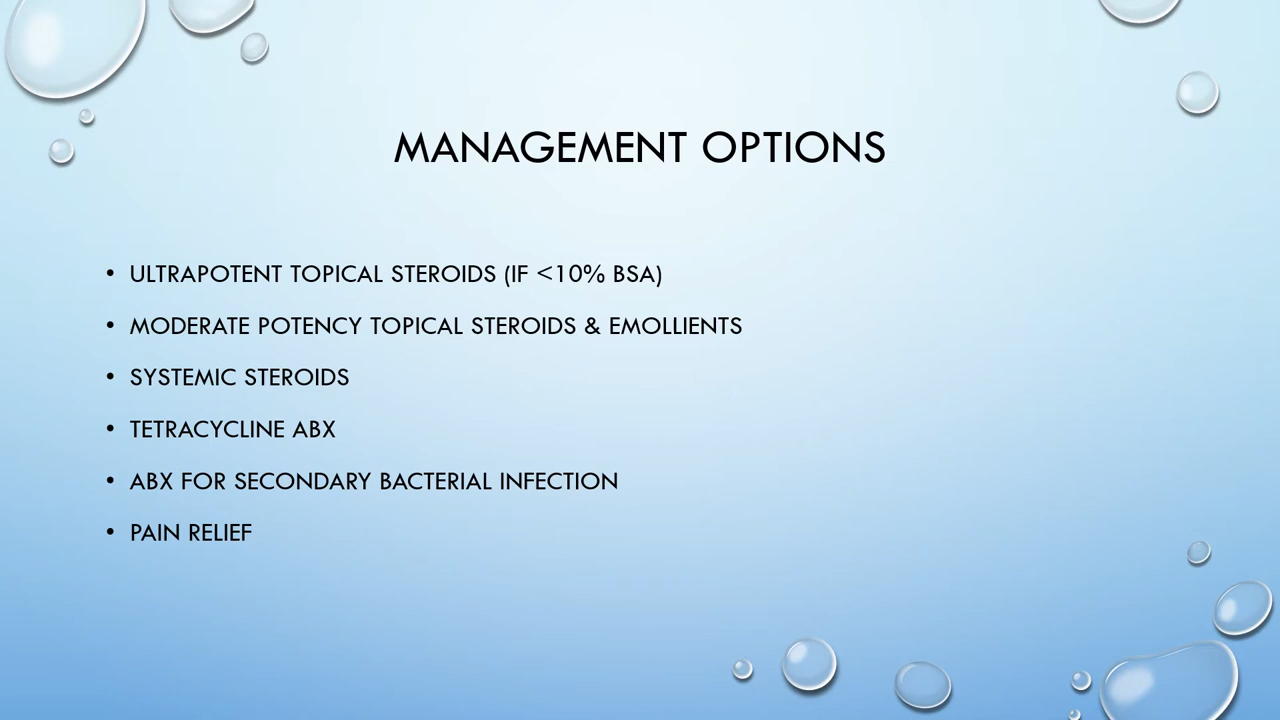 MANAGEMENT OPTIONS
• ULTRAPOTENT TOPICAL STEROIDS (IF <10% BSA)
• MODERATE POTENCY TOPICAL STEROIDS & EMOLLIENTS
• SYSTEMIC STEROIDS
• TETRACYCLINE ABX
• ABX FOR SECONDARY BACTERIAL INFECTION
• PAIN RELIEF